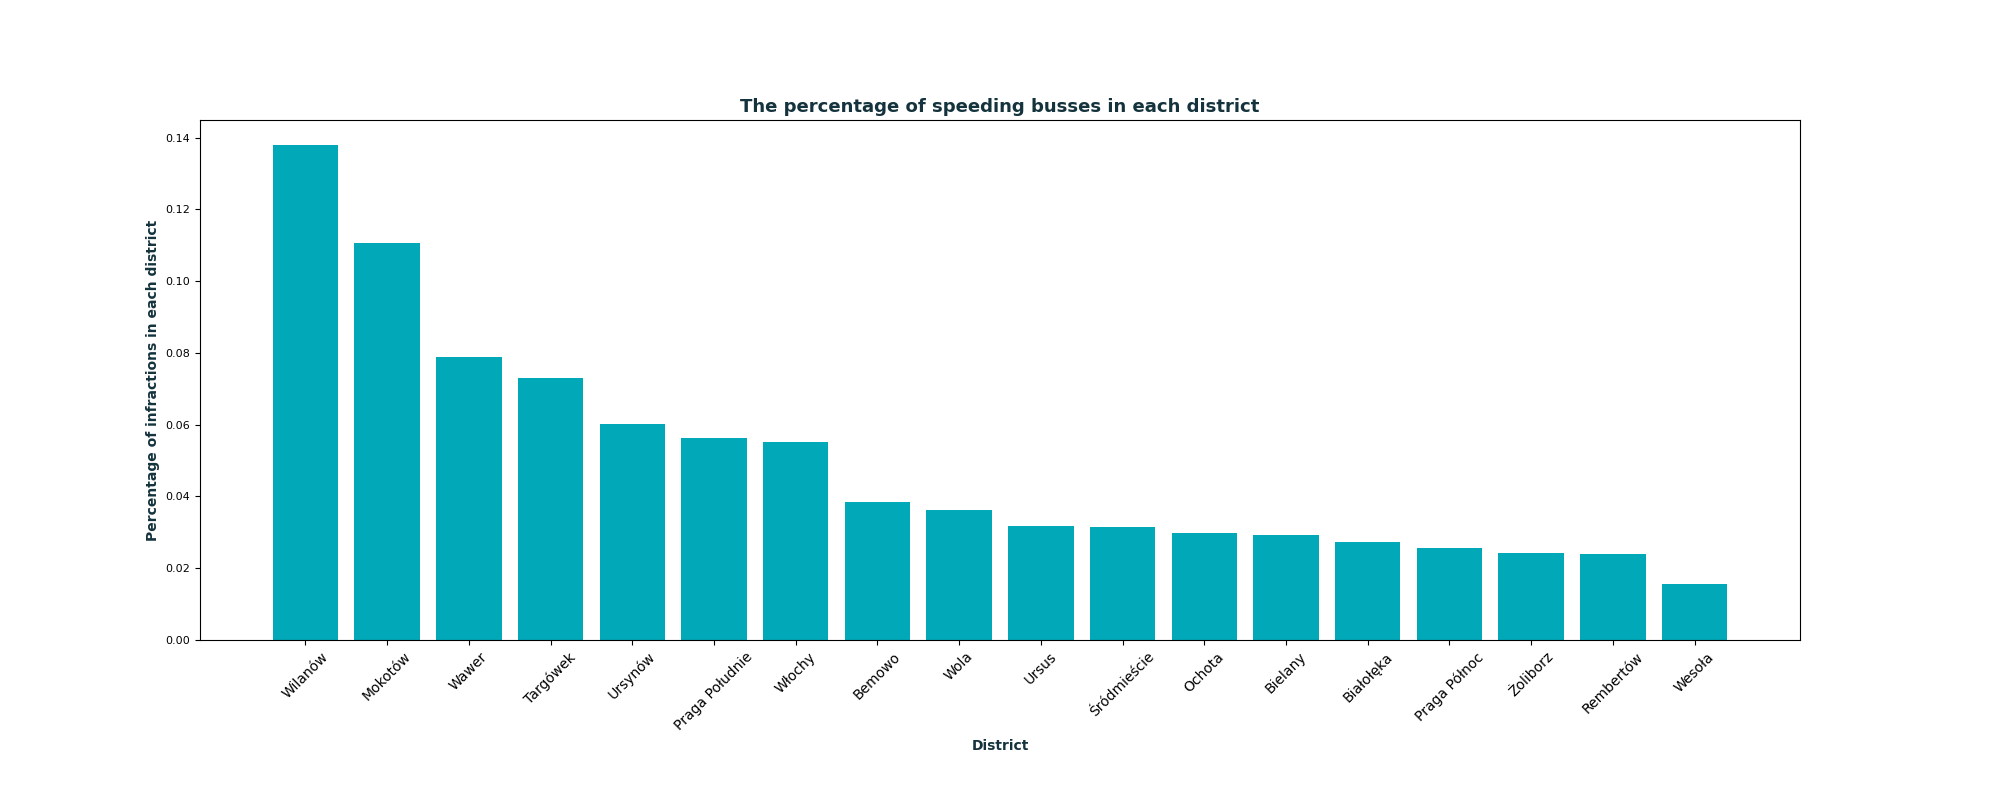 The percentage of speeding busses in each district
Percentage of infractions in each district
0.14
0.12
0.10
0.08
0.06
0.04
0.02
0.00
Wilanów
Mokotów
Wawer
Targówek
Ursynów
Praga Południe
Włochy
Bemowo
Wola
Ursus
Śródmieście
Ochota
Bielany
Białołęka
Praga Północ
Żoliborz
Rembertów
Wesoła
District